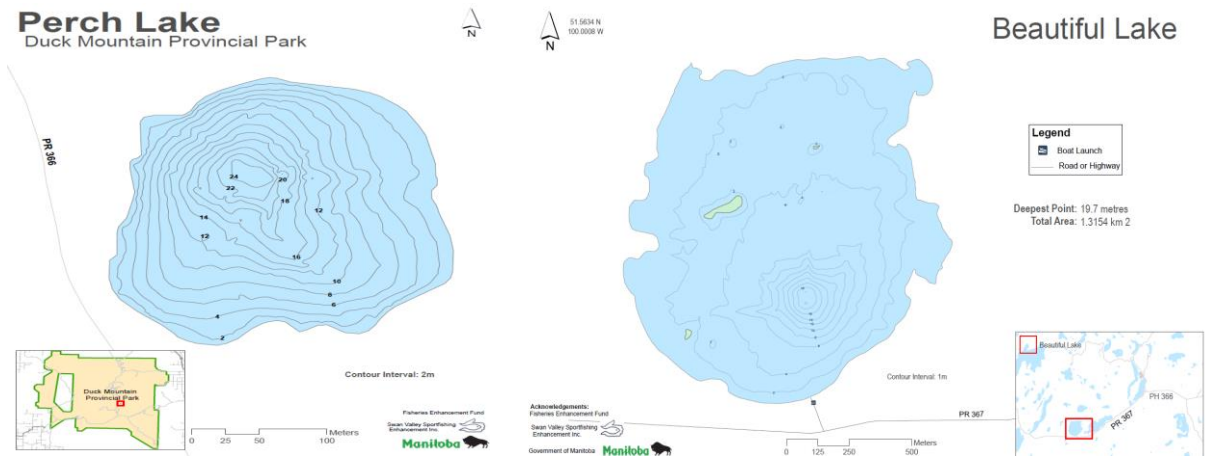 Perch Lake
Duck Mountain Provincial Park
N
PR 366
24
22
20
18
14
12
12
16
10
8
6
4
2
Duck Mountain
Provincial Park
Contour Interval: 2m
Fisheries Enhancement Fund
Swan Valley Sportfishing
Enhancement Inc.
Manitoba
0 25 50 100 Meters
51.5634 N
100.0008 W
N
Beautiful Lake
Legend
Boat Launch
Road or Highway
Deepest Point: 19.7 metres
Total Area: 1.3154 km 2
Contour Interval: 1m
Acknowledgements:
Fisheries Enhancement Fund
Swan Valley Sportfishing
Enhancement Inc.
Government of Manitoba Manitoba
PR 367
Meters
0 125 250 500
Beautiful Lake
PH 366
PR 367